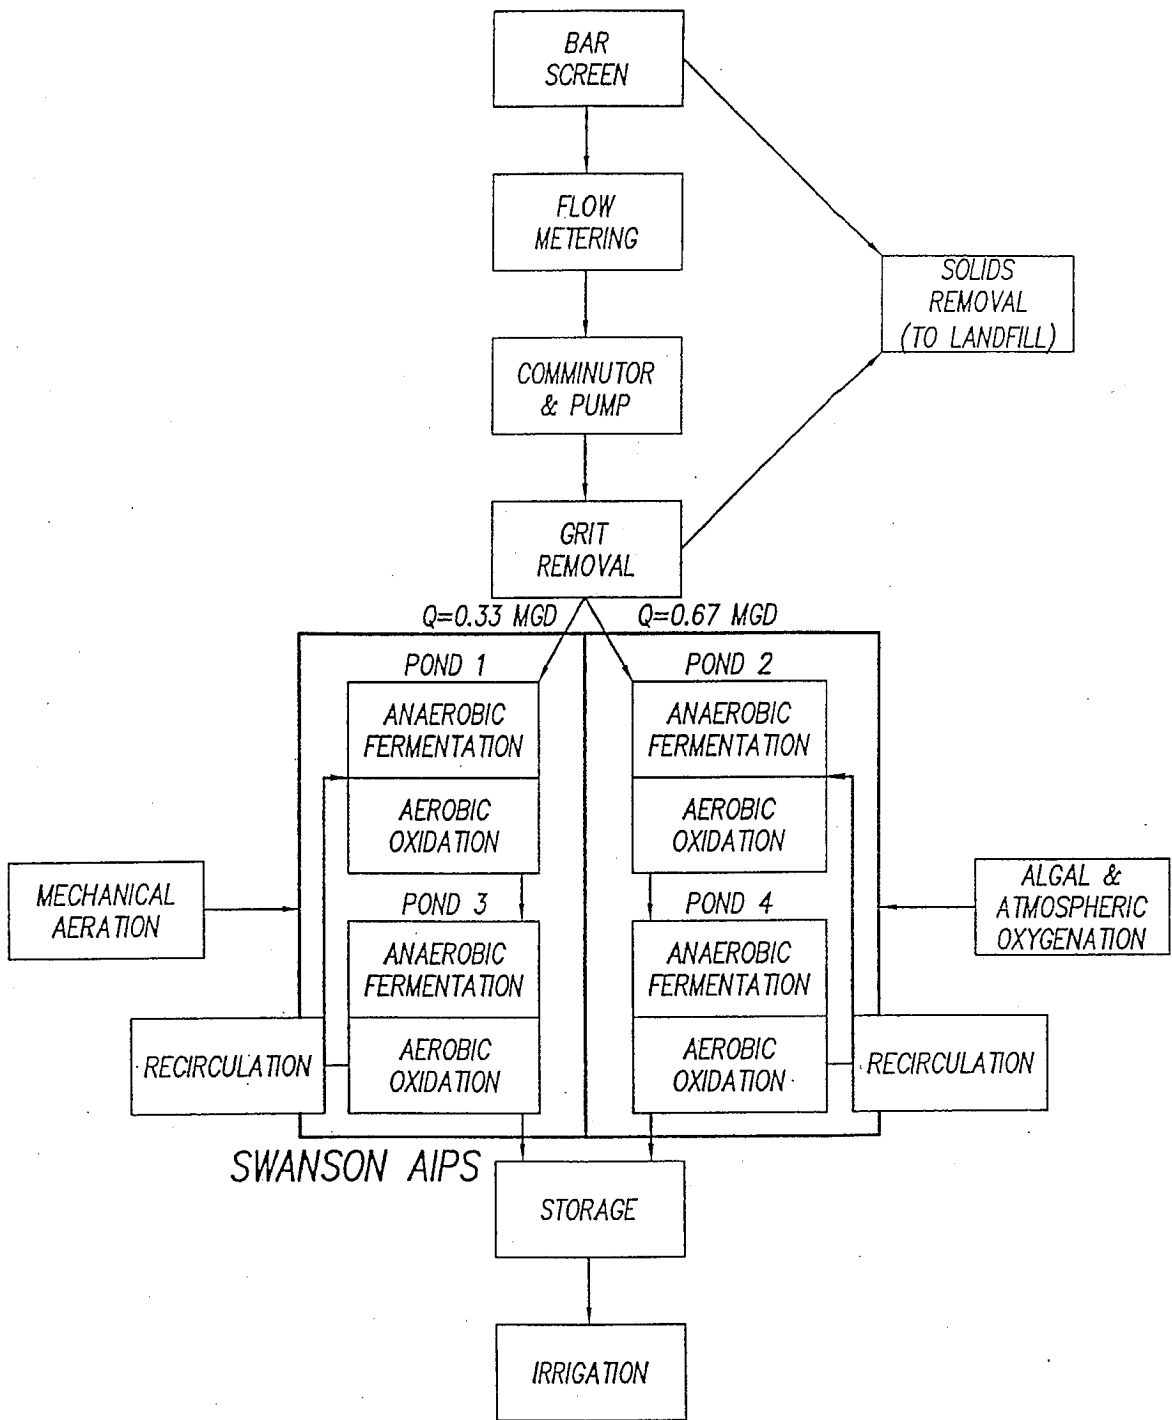 BAR
SCREEN
FLOW
METERING
SOLIDS
REMOVAL
(TO LANDFILL)
COMMINUTOR
& PUMP
GRIT
REMOVAL
Q=0.33 MGD
Q=0.67 MGD
POND 1
POND 2
ANAEROBIC
FERMENTATION
ANAEROBIC
FERMENTATION
AEROBIC
OXIDATION
AEROBIC
OXIDATION
MECHANICAL
AERATION
ALGAL &
ATMOSPHERIC
OXYGENATION
POND 3
POND 4
ANAEROBIC
FERMENTATION
ANAEROBIC
FERMENTATION
RECIRCULATION
AEROBIC
OXIDATION
AEROBIC
OXIDATION
RECIRCULATION
SWANSON AIPS
STORAGE
IRRIGATION